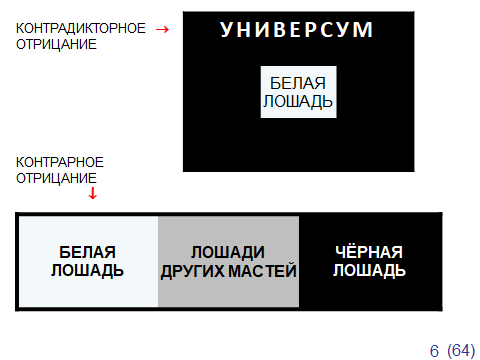 КОНТРАДИКТОРНОЕ →
ОТРИЦАНИЕ
УНИВЕРСУМ
БЕЛАЯ
ЛОШАДЬ
КОНТРАРНОЕ
ОТРИЦАНИЕ
↓
БЕЛАЯ
ЛОШАДЬ
ЛОШАДИ
ДРУГИХ МАСТЕЙ
ЧЁРНАЯ
ЛОШАДЬ
6 (64)